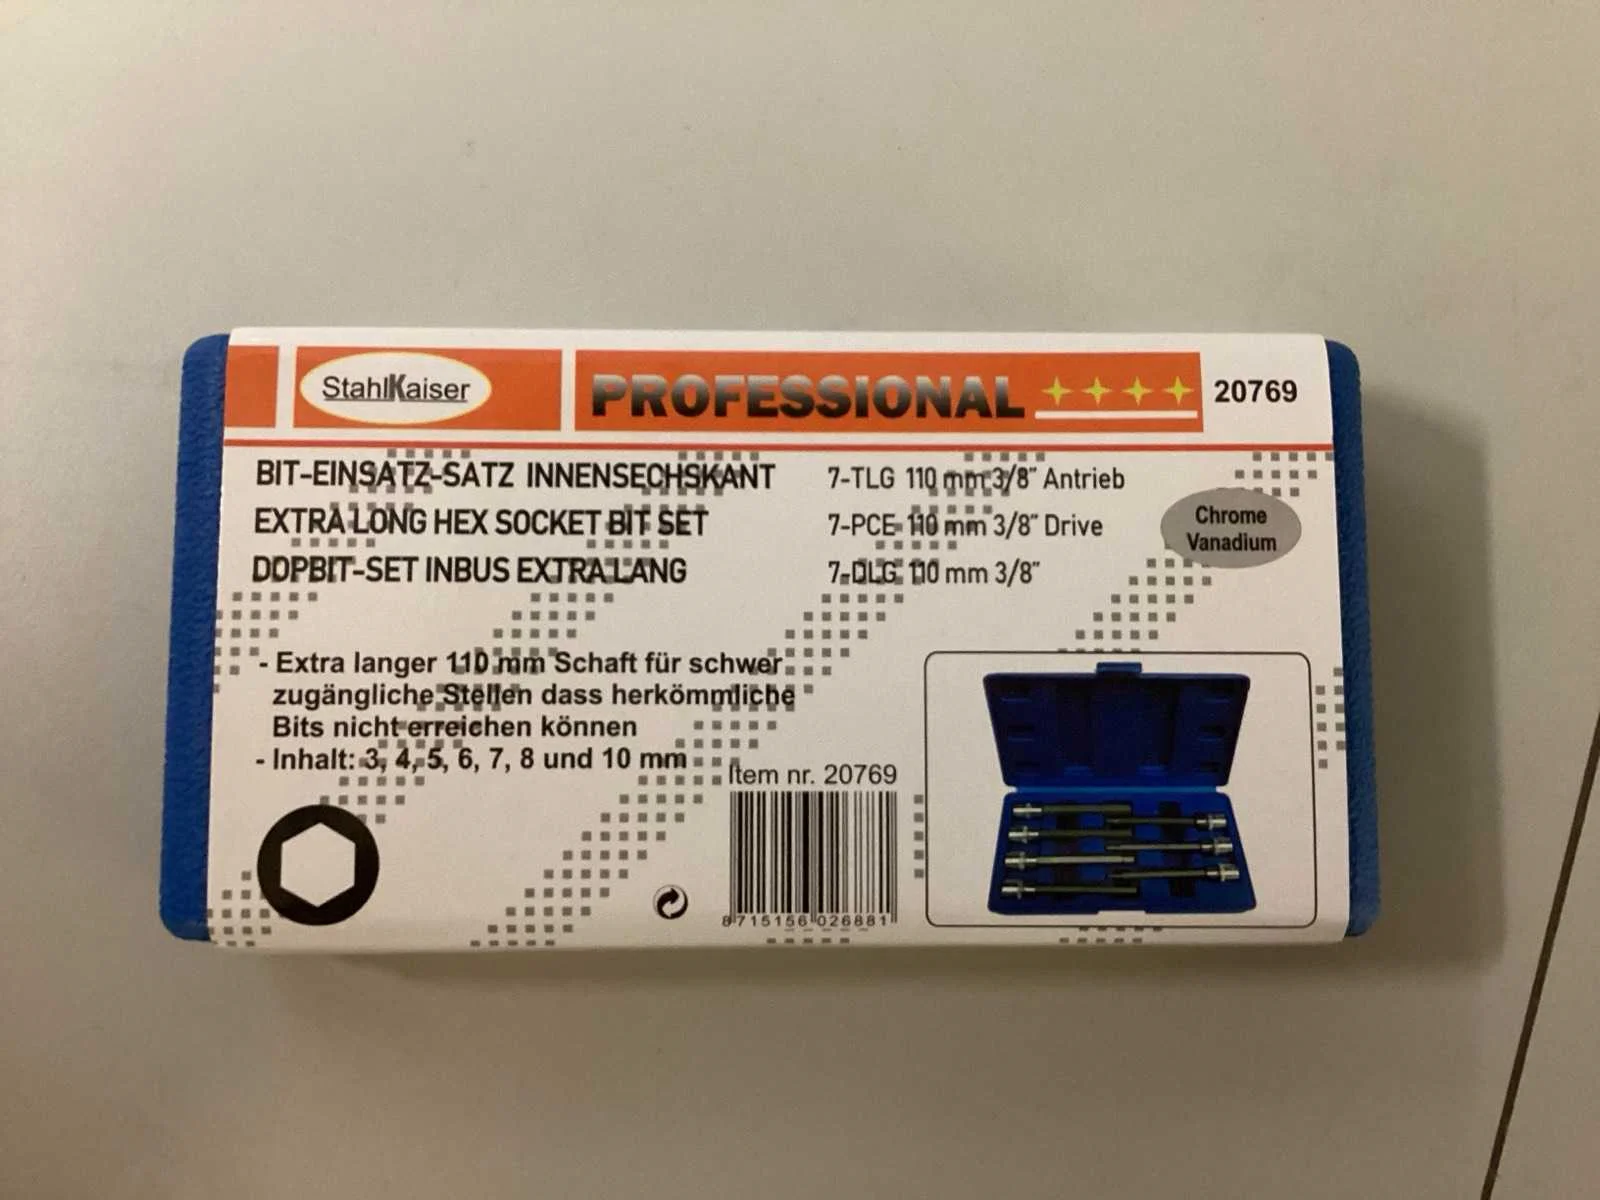 StahlKaiser PROFESSIONAL 20769
BIT-EINSATZ-SATZ INNENSECHSKANT 7-TLG 110 mm 3/8" Antrieb
EXTRA LONG HEX SOCKET BIT SET 7-PCE 110 mm 3/8" Drive
DOPBIT-SET INBUS EXTRA LANG 7-DLG 110 mm 3/8"
Chrome
Vanadium
- Extra langer 110 mm Schaft für schwer
zugängliche Stellen dass herkömmliche
Bits nicht erreichen können
- Inhalt: 3, 4, 5, 6, 7, 8 und 10 mm
Item nr. 20769
8 715156 026881